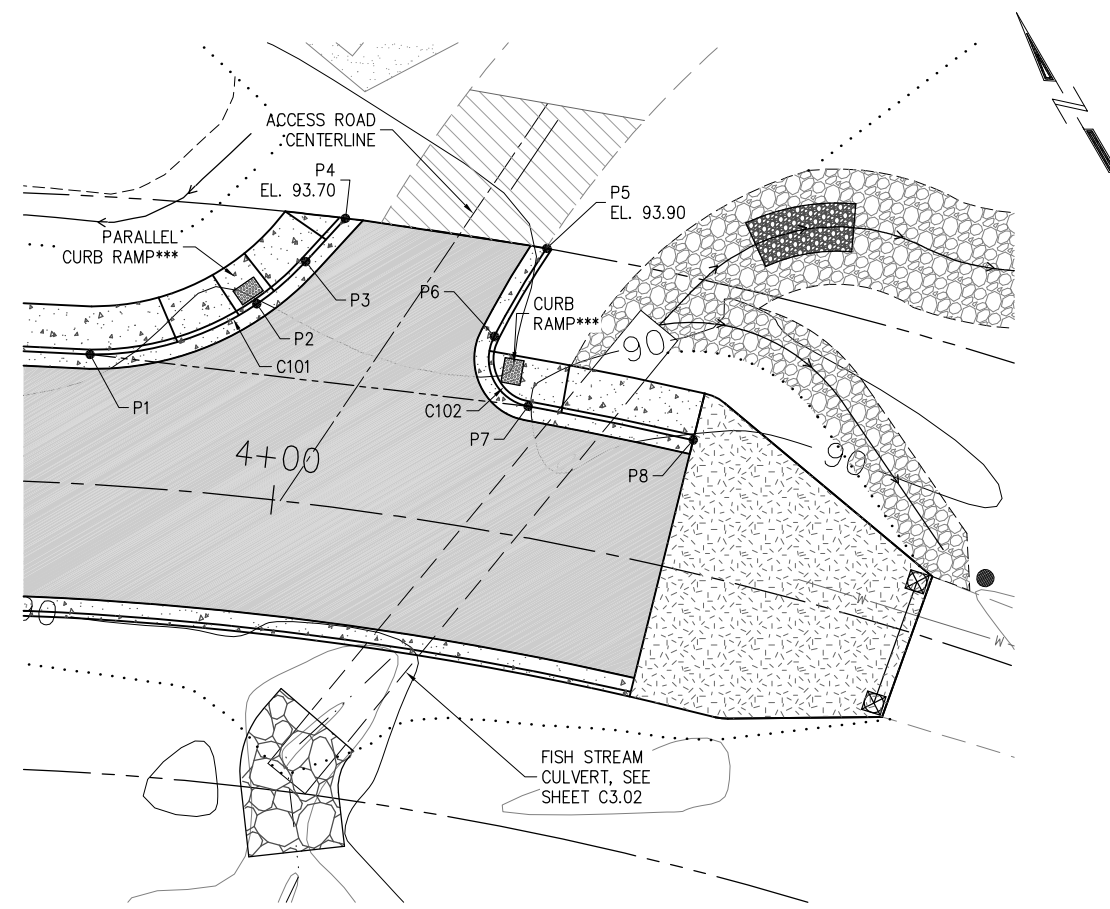 ACCESS ROAD
CENTERLINE
P4
EL. 93.70
P5
EL. 93.90
PARALLEL
CURB RAMP***
P3
P6
CURB
RAMP***
P2
90
C101
P1
C102
P7
4+00
P8
90
W
W
FISH STREAM
CULVERT, SEE
SHEET C3.02